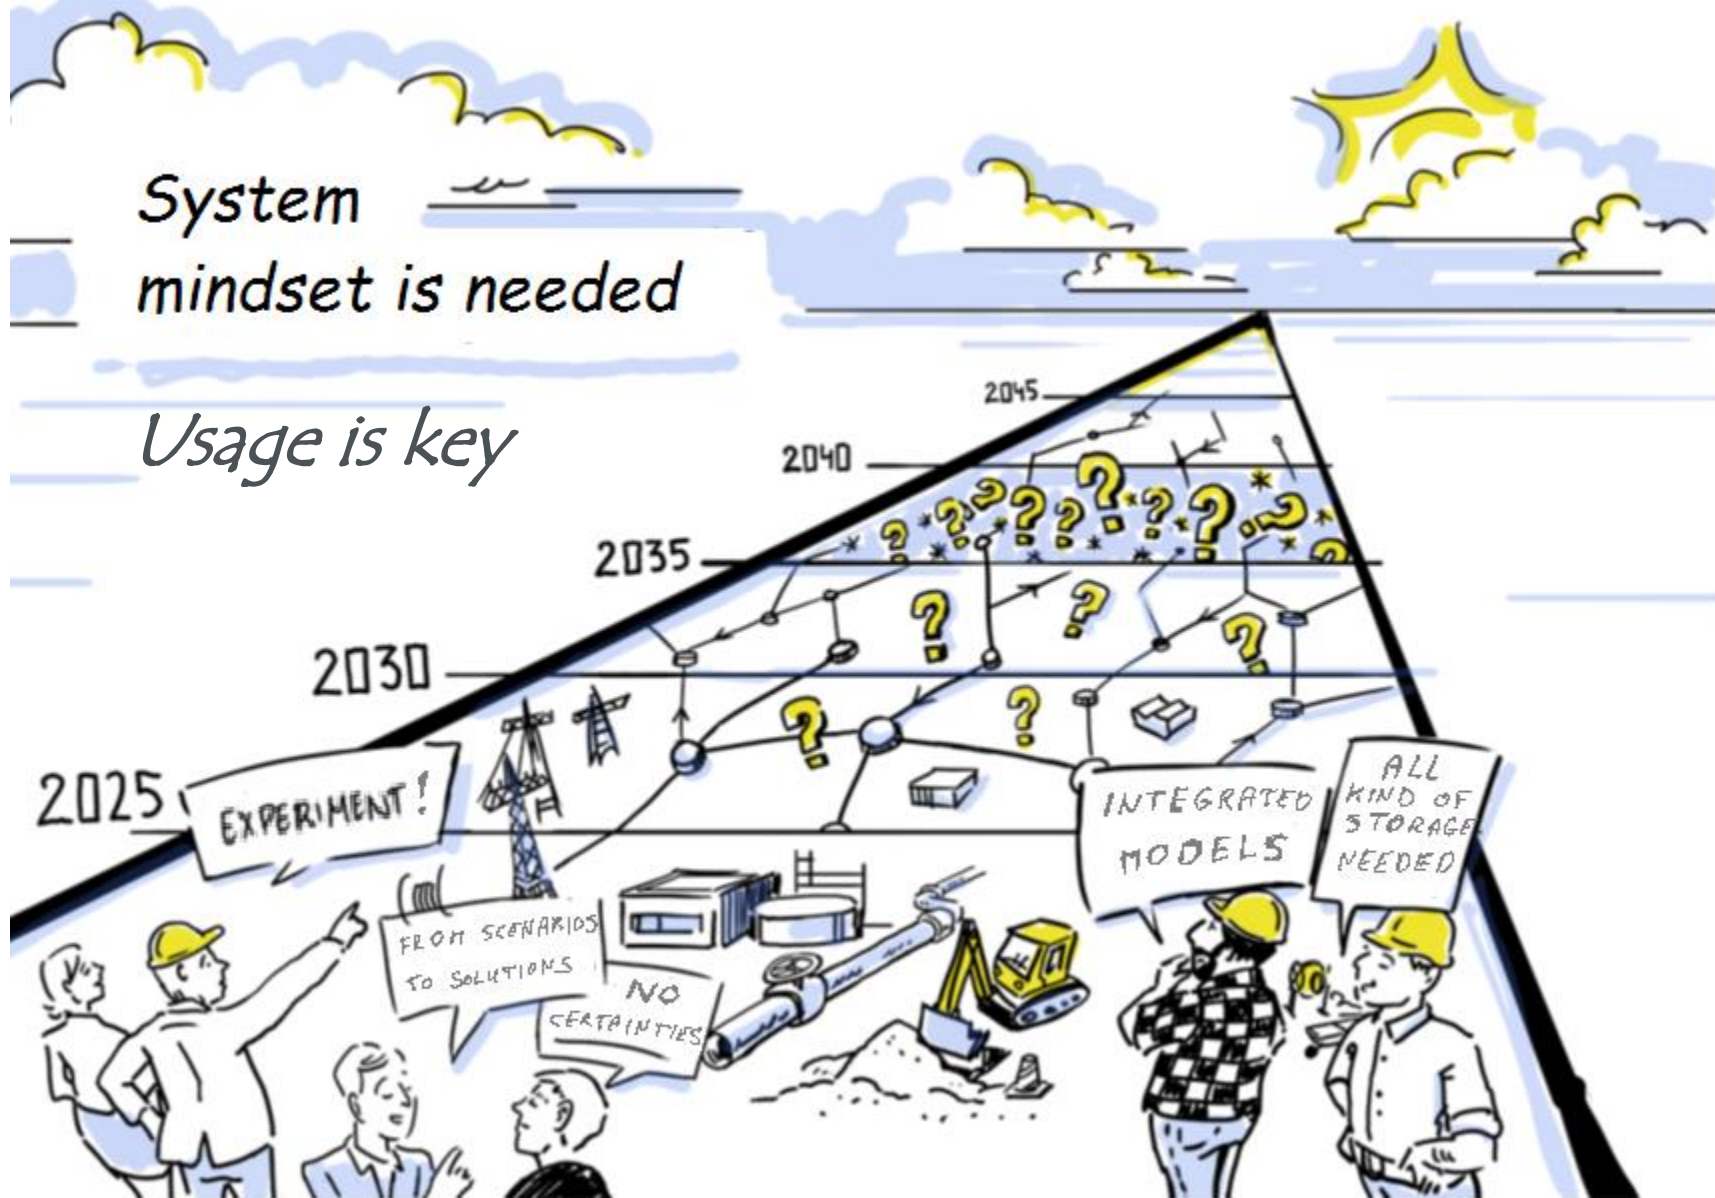 System
mindset is needed
Usage is key
2045
2040
2035
2030
2025
EXPERIMENT!
INTEGRATED
MODELS
ALL
KIND OF
STORAGE
NEEDED
FROM SCENARIOS
TO SOLUTIONS
NO
CERTAINTIES